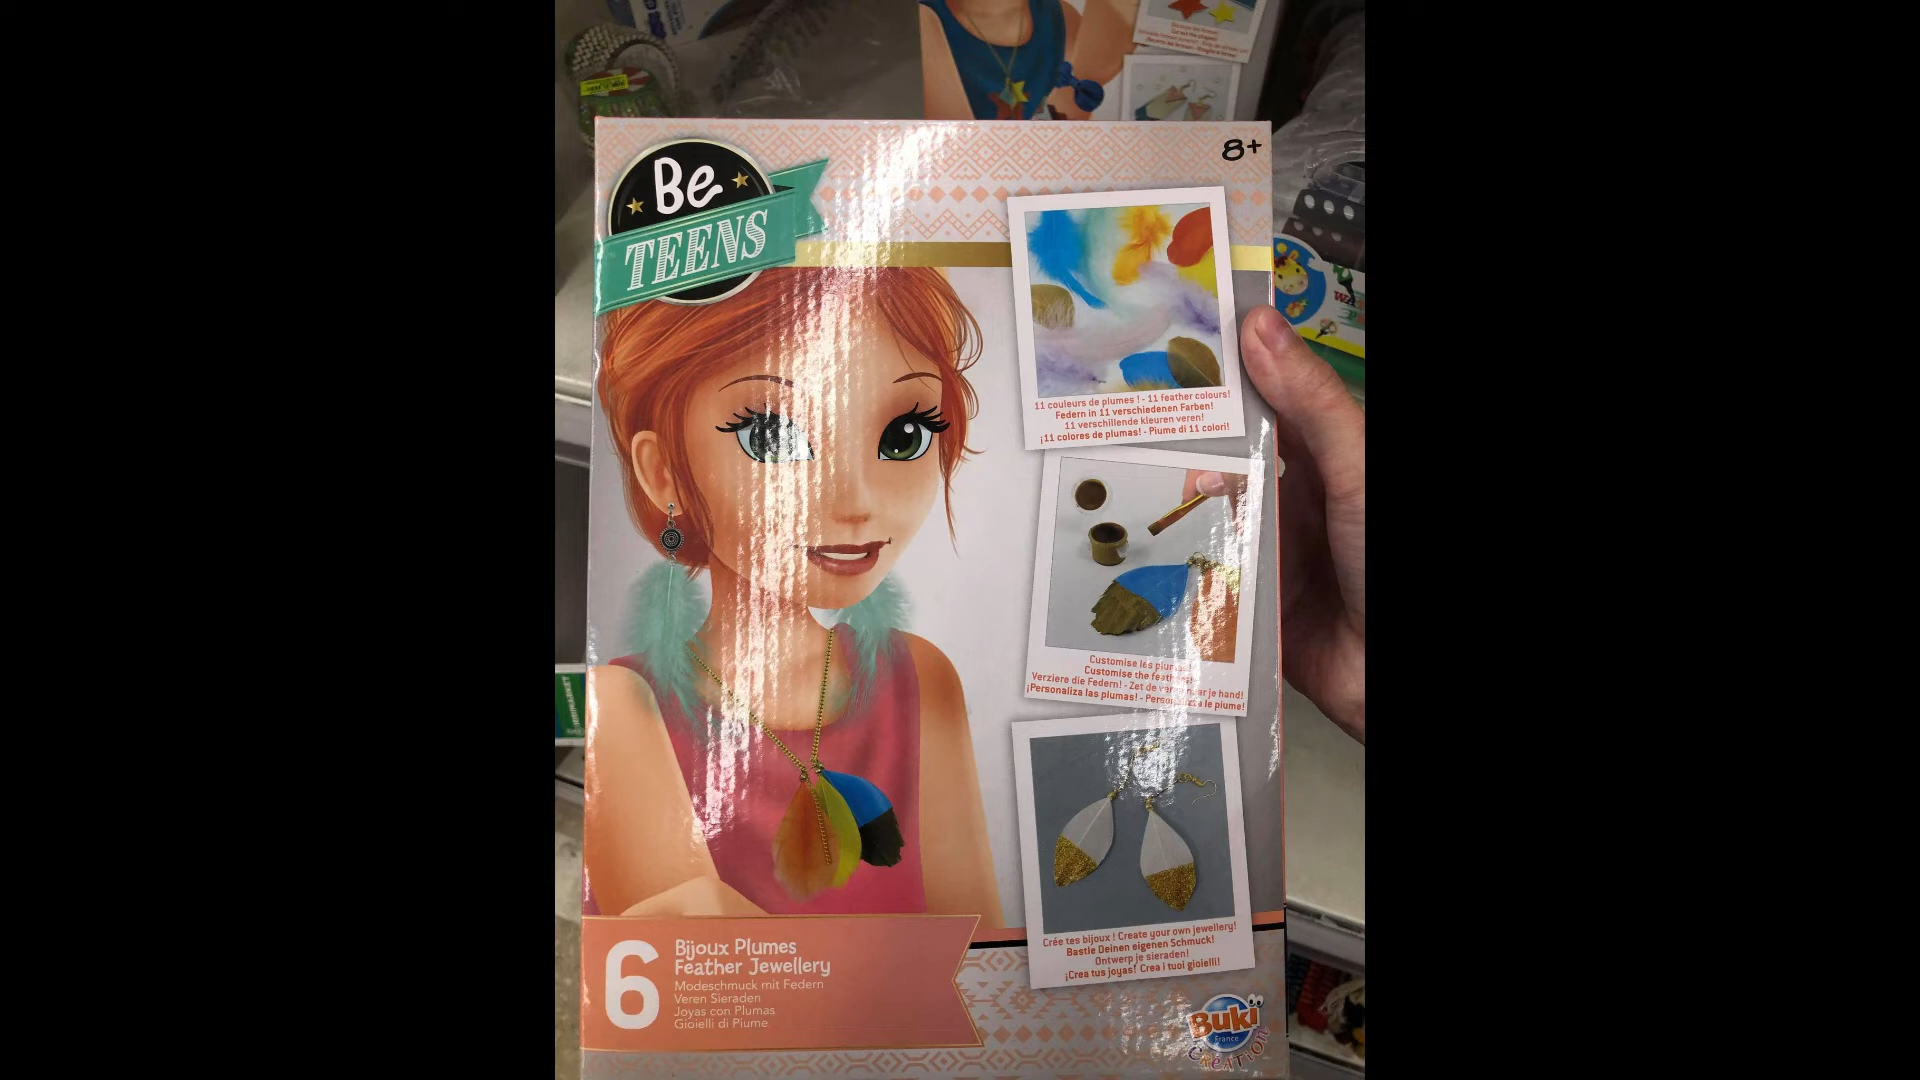 Be
TEENS
8+
11 couleurs de plumes ! - 11 feather colours!
Federn in 11 verschiedenen Farben!
11 verschillende kleuren veren!
¡11 colores de plumas! - Piume di 11 colori!
Customise les plumes!
Customise the feathers!
Verziere die Federn! - Zet de veren naar je hand!
¡Personaliza las plumas! - Personalizza le piume!
Crée tes bijoux ! Create your own jewellery!
Bastle Deinen eigenen Schmuck!
Ontwerp je sieraden!
¡Crea tus joyas! Crea i tuoi gioielli!
6
Bijoux Plumes
Feather Jewellery
Modeschmuck mit Federn
Veren Sieraden
Joyas con Plumas
Gioielli di Piume
Buki
France
CRéATiON